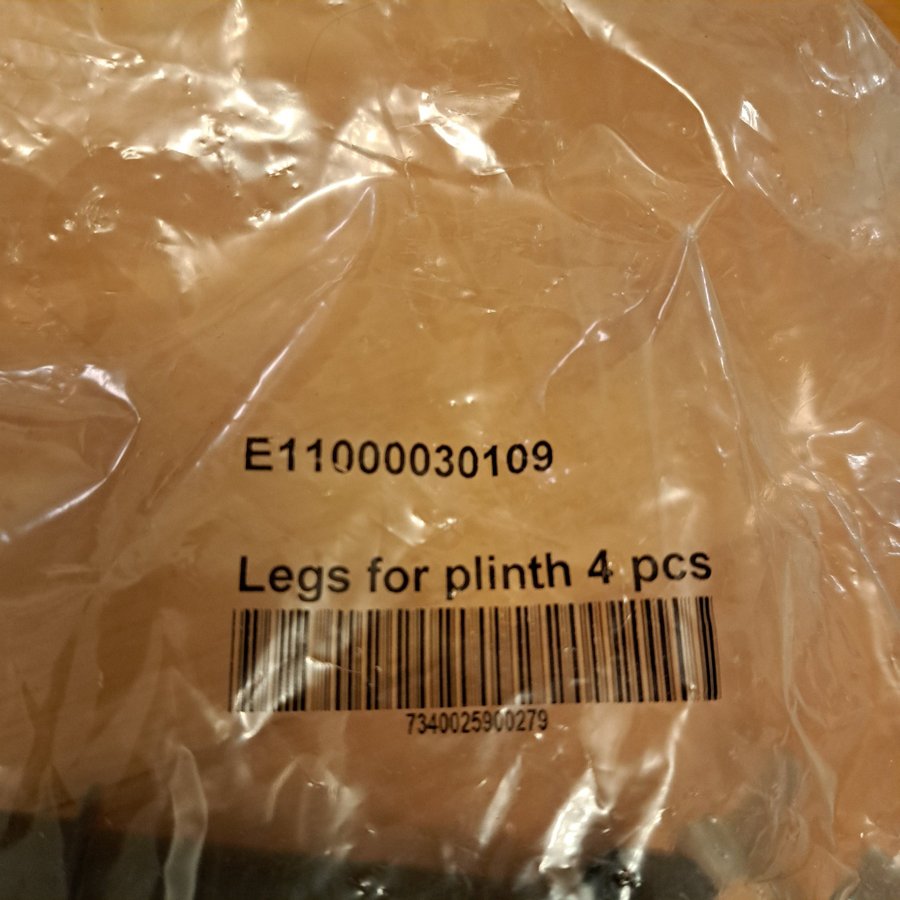 E11000030109
Legs for plinth 4 pcs
7340025900279